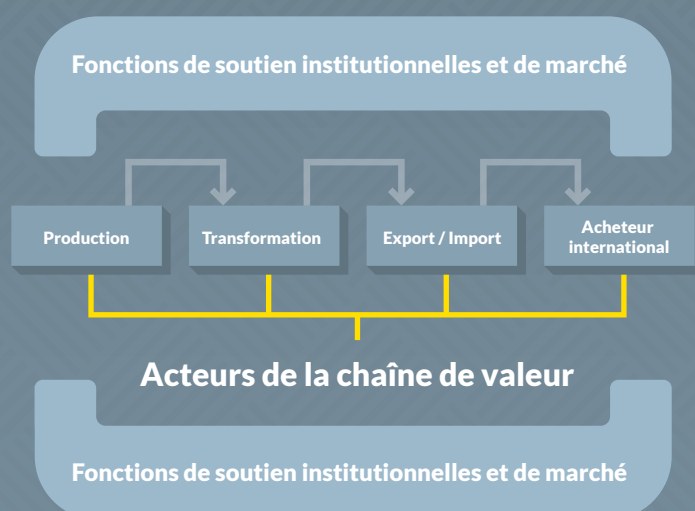 Fonctions de soutien institutionnelles et de marché
Production
Transformation
Export / Import
Acheteur
international
Acteurs de la chaîne de valeur
Fonctions de soutien institutionnelles et de marché